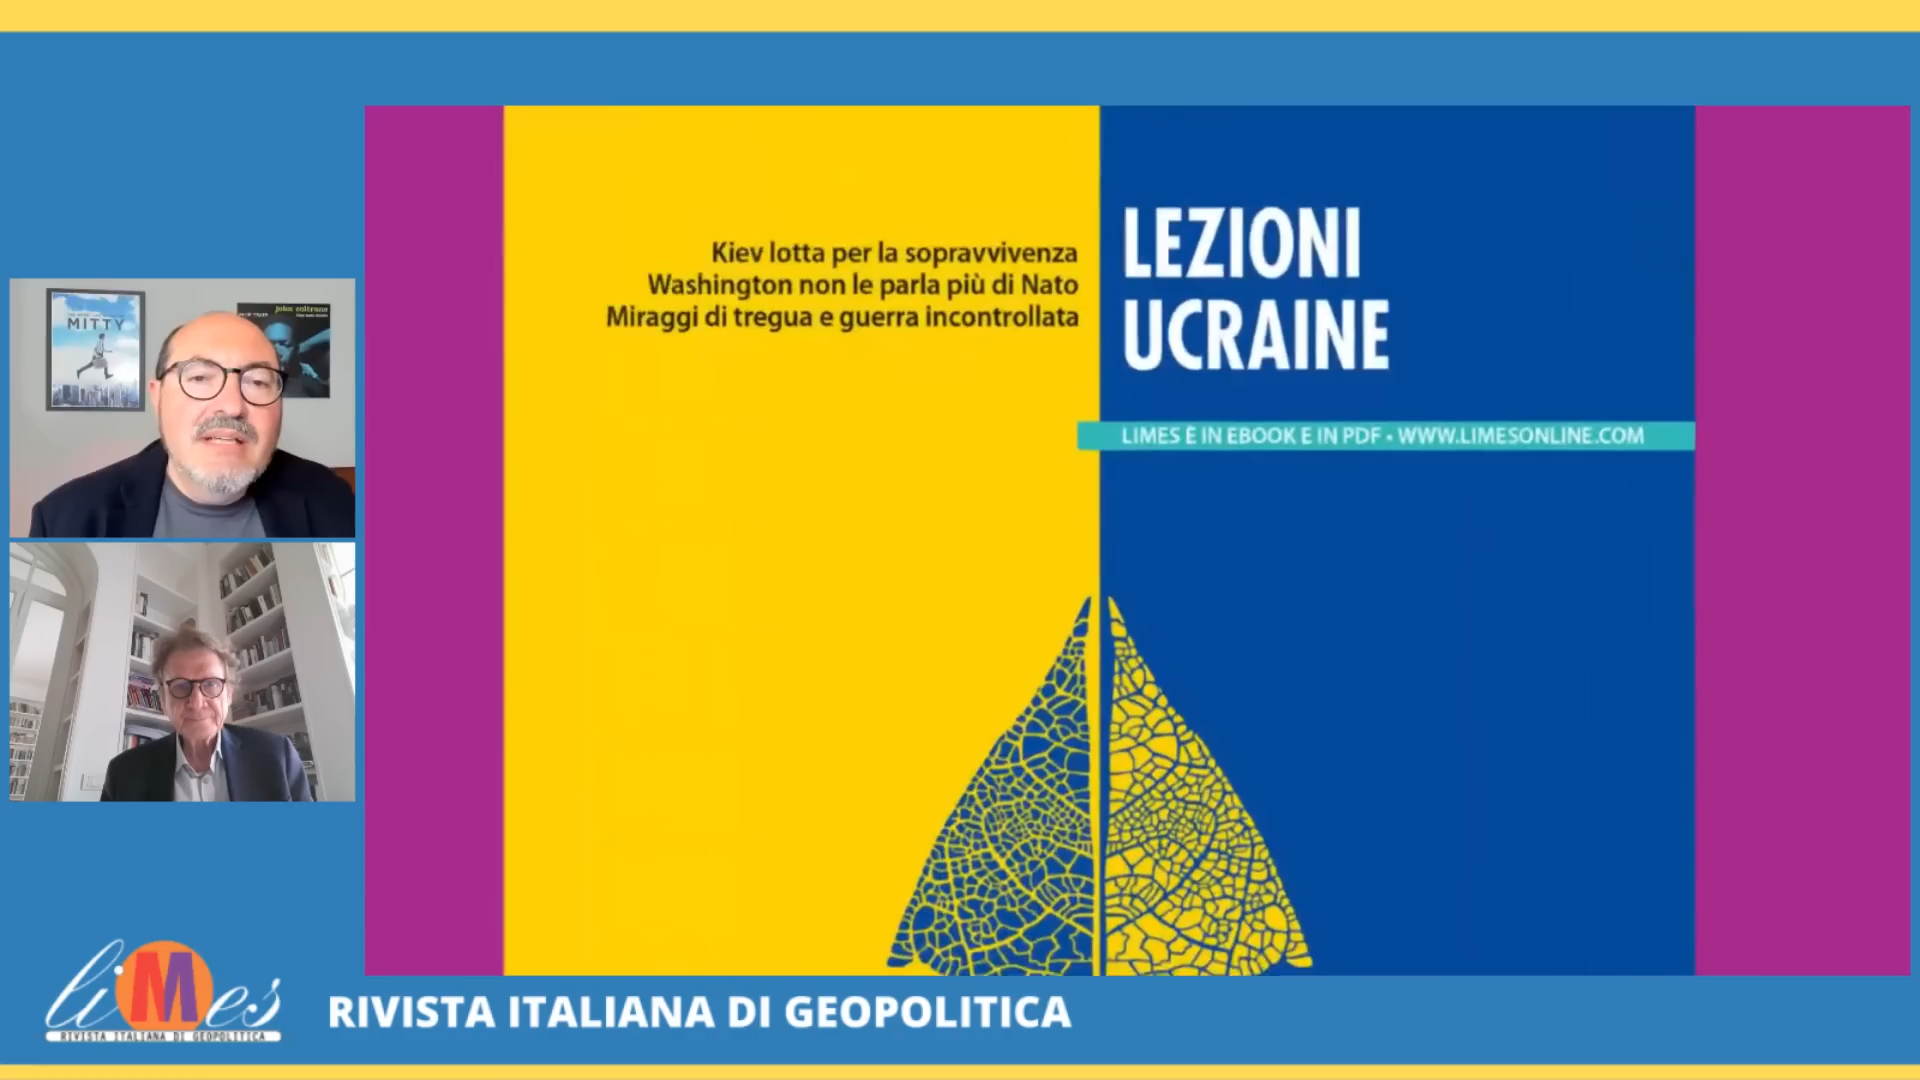 MITTY
john coltrane
Kiev lotta per la sopravvivenza
Washington non le parla più di Nato
Miraggi di tregua e guerra incontrollata
LEZIONI
UCRAINE
LIMES È IN EBOOK E IN PDF • WWW.LIMESONLINE.COM
liMes
RIVISTA ITALIANA DI GEOPOLITICA
RIVISTA ITALIANA DI GEOPOLITICA